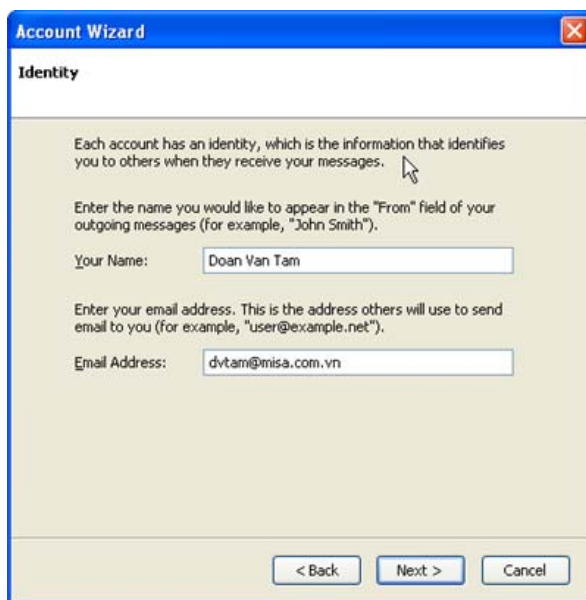 Account Wizard
Identity
Each account has an identity, which is the information that identifies
you to others when they receive your messages.
Enter the name you would like to appear in the "From" field of your
outgoing messages (for example, "John Smith").
Your Name: Doan Van Tam
Enter your email address. This is the address others will use to send
email to you (for example, "user@example.net").
Email Address: dvtam@misa.com.vn
< Back Next > Cancel